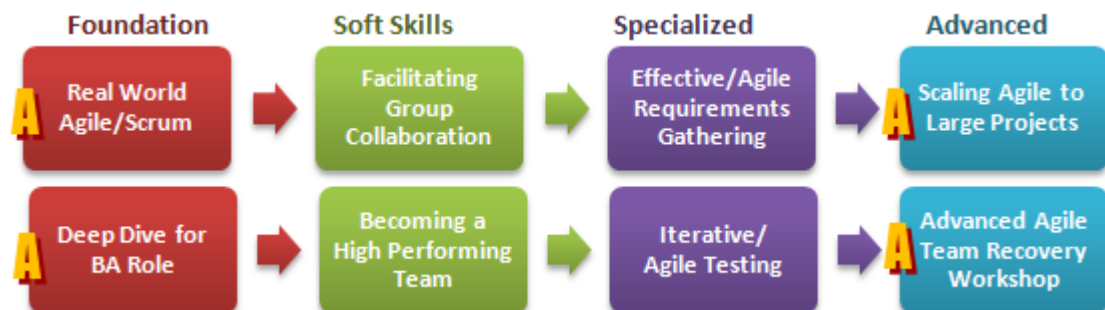 Foundation
Soft Skills
Specialized
Advanced
A
Real World
Agile/Scrum
Facilitating
Group
Collaboration
Effective/Agile
Requirements
Gathering
A
Scaling Agile to
Large Projects
A
Deep Dive for
BA Role
Becoming a
High Performing
Team
Iterative/
Agile Testing
A
Advanced Agile
Team Recovery
Workshop